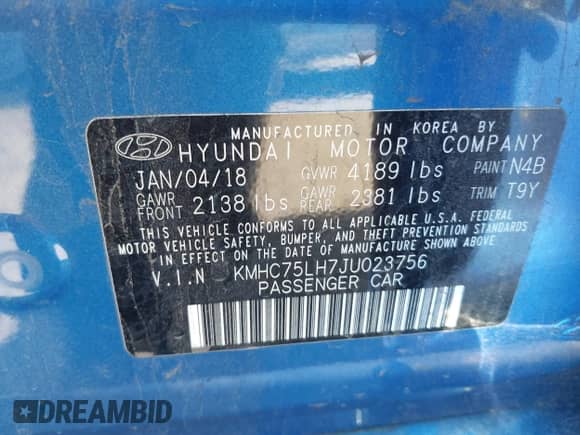 MANUFACTURED IN KOREA BY
HYUNDAI MOTOR COMPANY
JAN/04/18 GVWR 4189 lbs PAINT N4B
GAWR FRONT 2138 lbs GAWR REAR 2381 lbs TRIM T9Y
THIS VEHICLE CONFORMS TO ALL APPLICABLE U.S.A. FEDERAL
MOTOR VEHICLE SAFETY, BUMPER, AND THEFT PREVENTION STANDARDS
IN EFFECT ON THE DATE OF MANUFACTURE SHOWN ABOVE.
V.I.N KMHC75LH7JU023756
PASSENGER CAR
DREAMBID